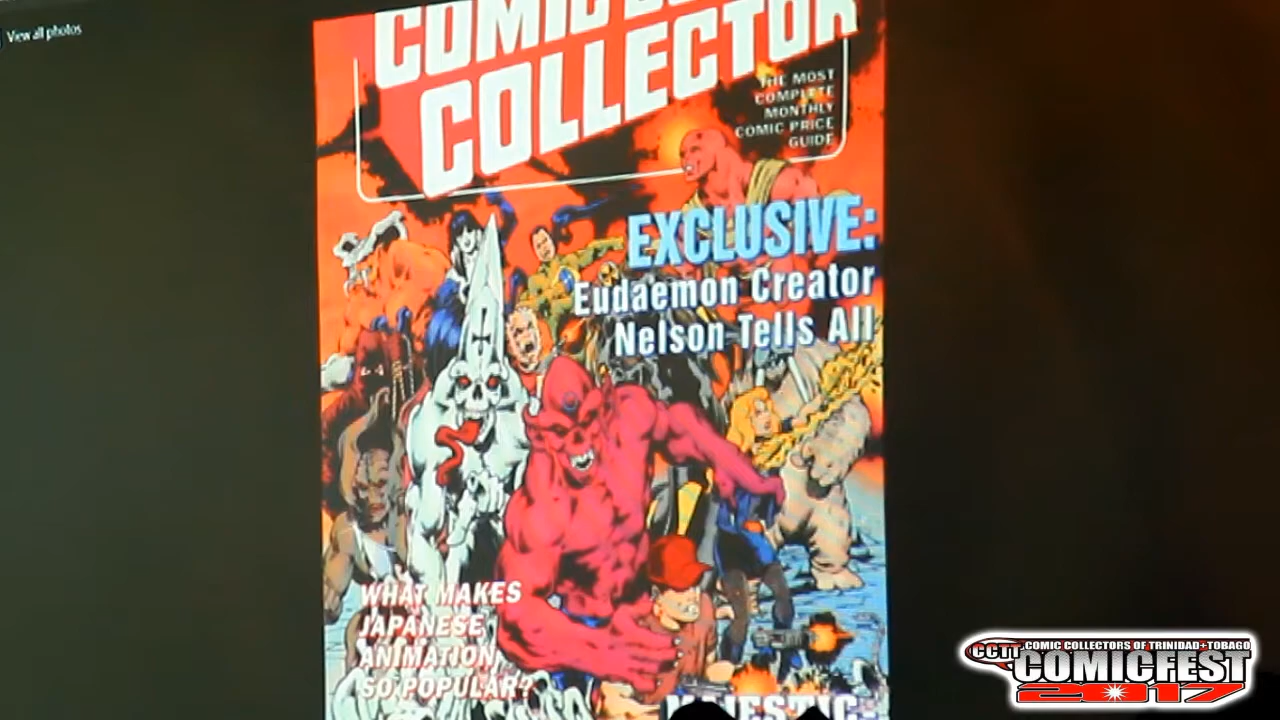 View all photos
COLLECTOR
THE MOST
COMPLETE
MONTHLY
COMIC PRICE
GUIDE
EXCLUSIVE:
Eudaemon Creator
Nelson Tells All
WHAT MAKES
JAPANESE
ANIMATION
SO POPULAR?
MAJESTIC:
CCTT
COMIC COLLECTORS OF TRINIDAD+TOBAGO
COMICFEST
2017